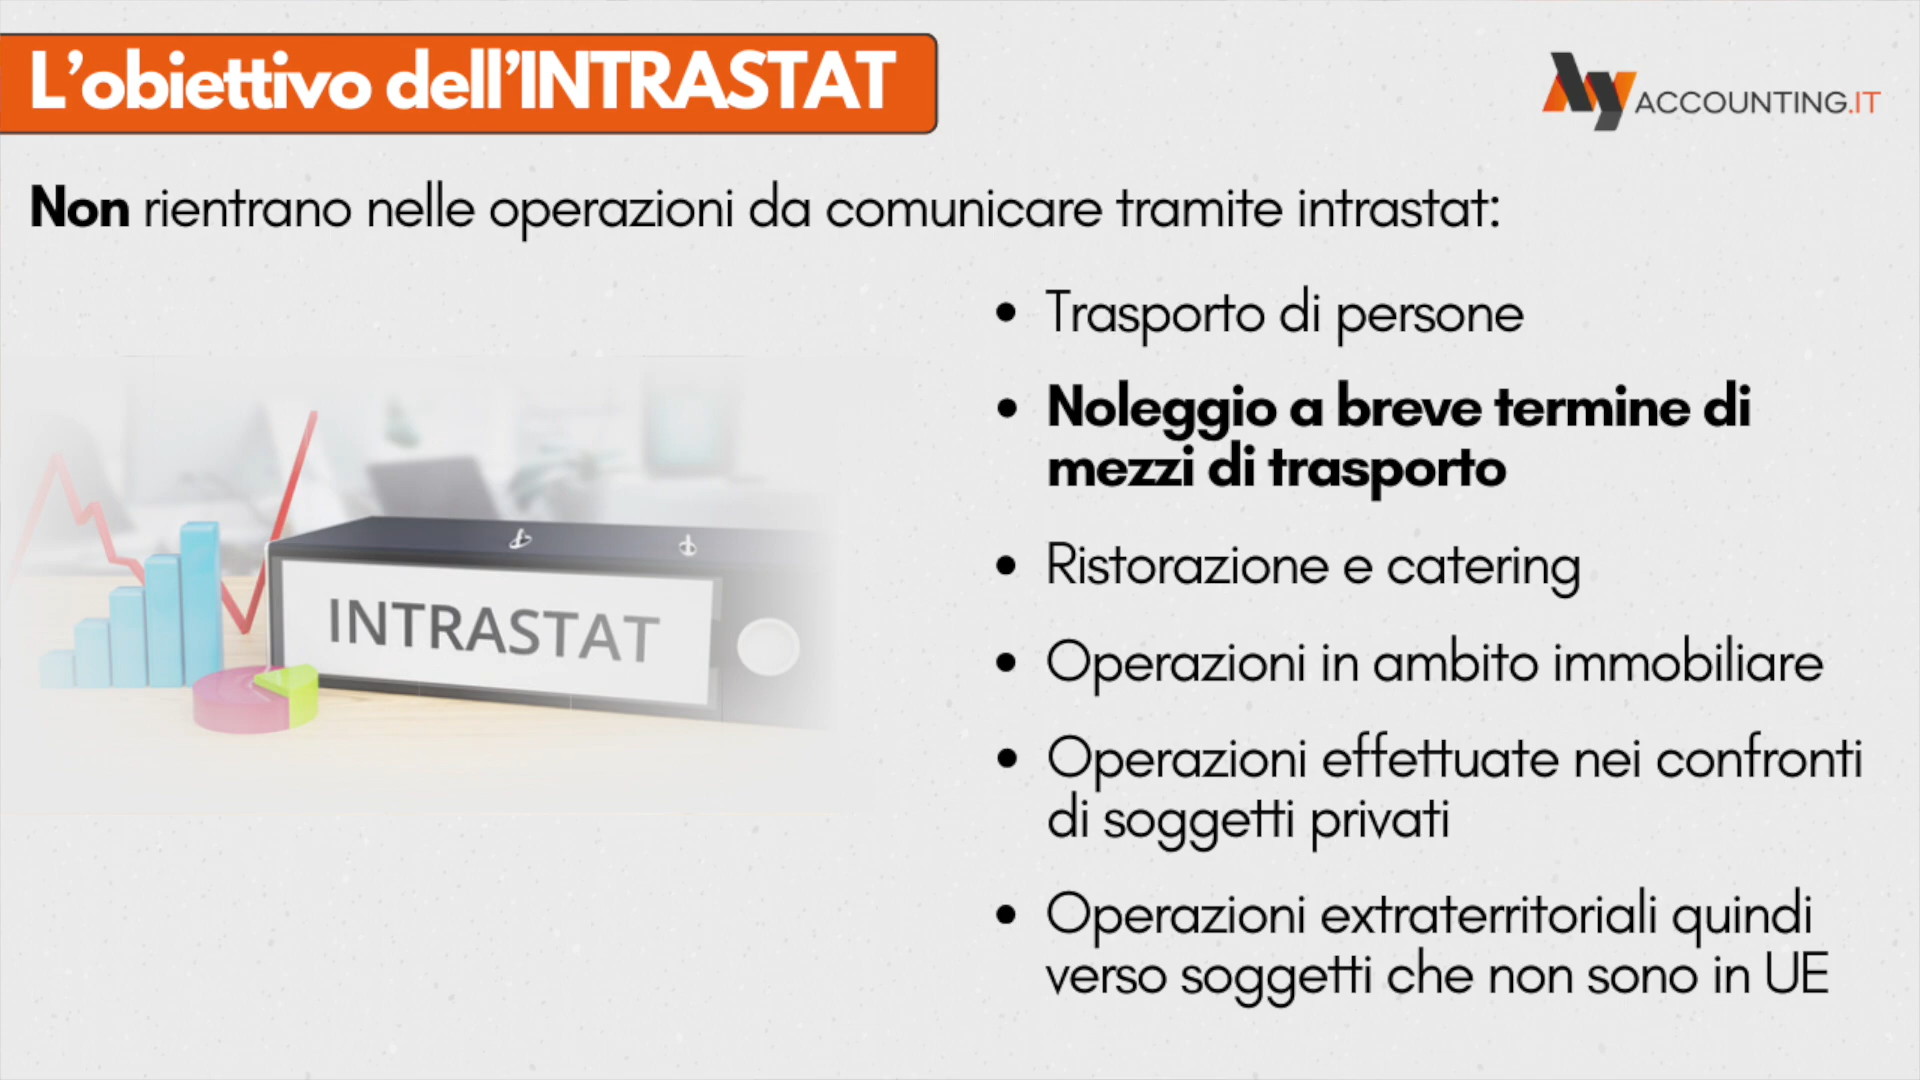 L’obiettivo dell’INTRASTAT
AyACCOUNTING.IT
Non rientrano nelle operazioni da comunicare tramite intrastat:
• Trasporto di persone
• Noleggio a breve termine di
mezzi di trasporto
• Ristorazione e catering
• Operazioni in ambito immobiliare
• Operazioni effettuate nei confronti
di soggetti privati
• Operazioni extraterritoriali quindi
verso soggetti che non sono in UE
INTRASTAT